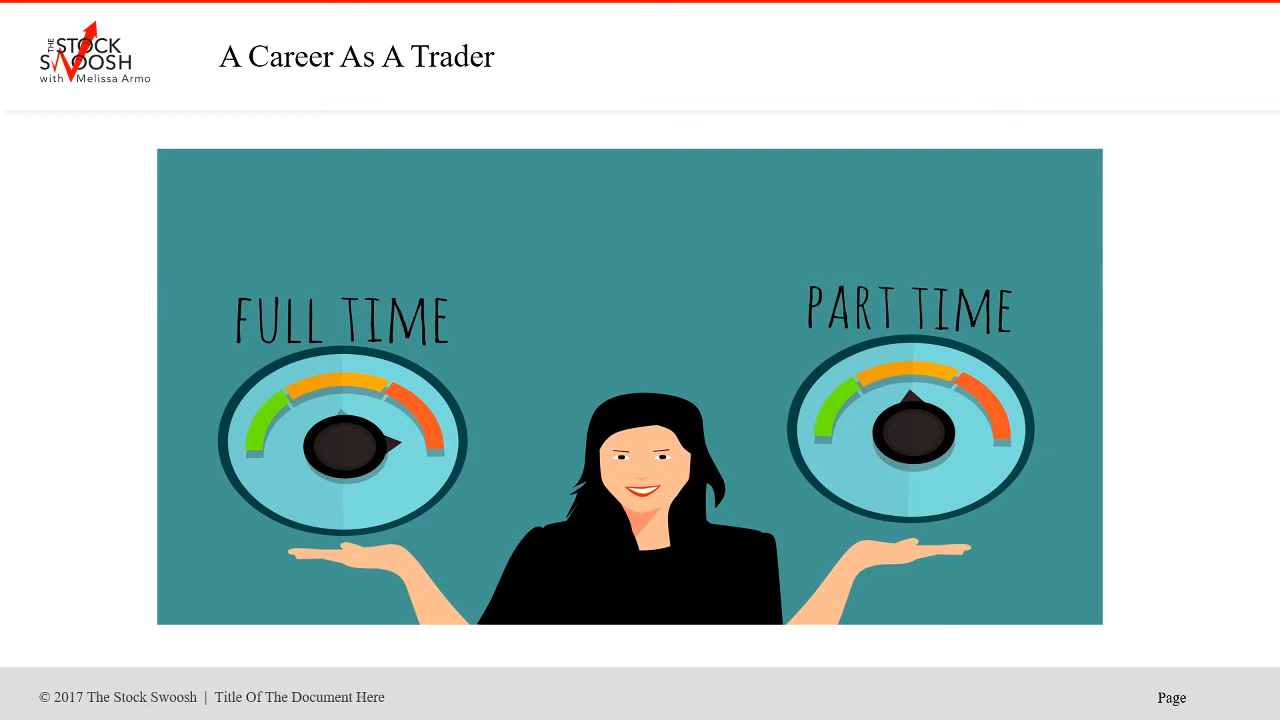 THE STOCK
SWOOSH
with Melissa Armo
A Career As A Trader
FULL TIME
PART TIME
© 2017 The Stock Swoosh | Title Of The Document Here
Page